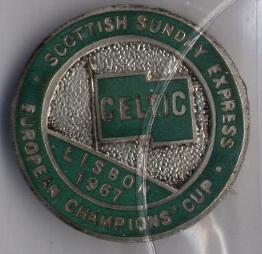 · SCOTTISH SUNDAY EXPRESS ·
CELTIC
LISBON
1967
EUROPEAN CHAMPIONS' CUP